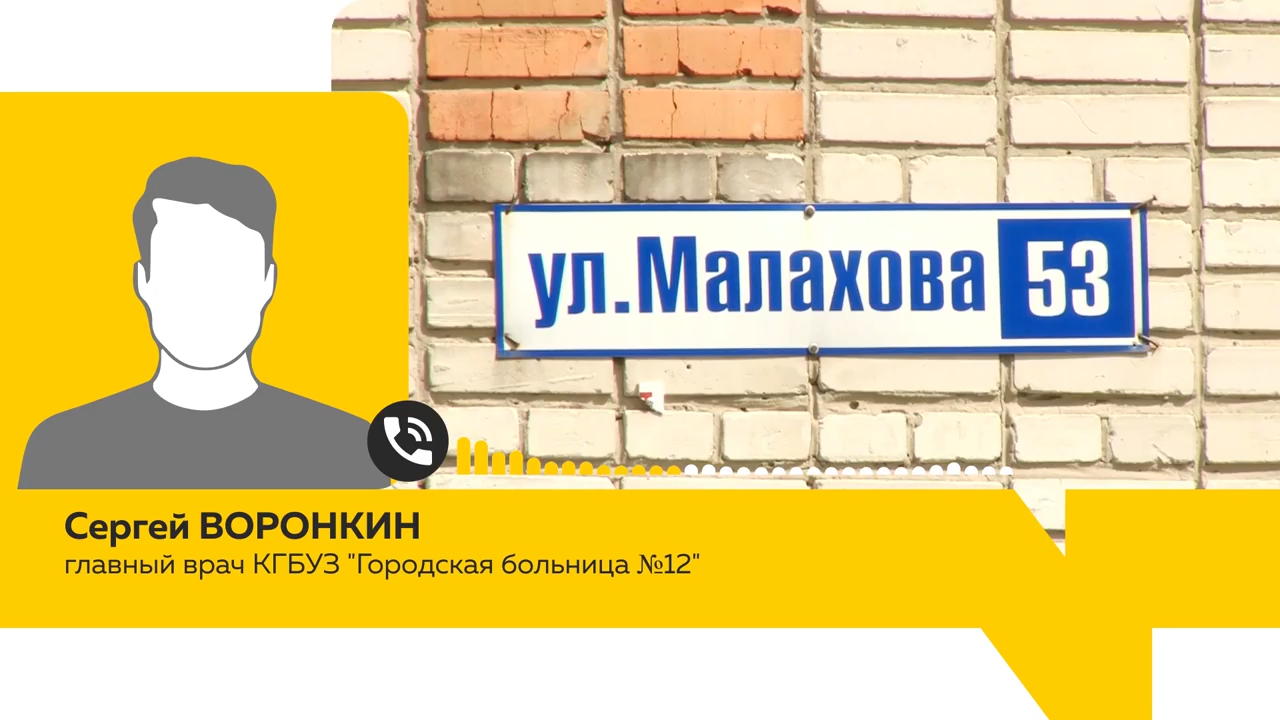 ул. Малахова 53
Сергей ВОРОНКИН
главный врач КГБУЗ "Городская больница №12"